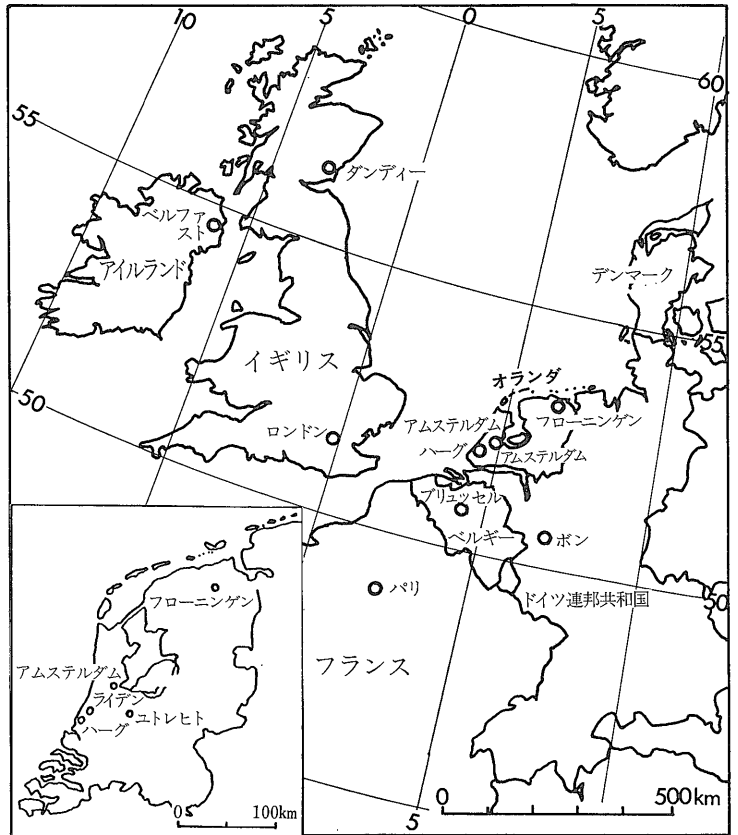 10
5
0
5
60
55
ダンディー
ベルファ
スト
アイルランド
デンマーク
55
イギリス
オランダ
50
アムステルダム
フローニンゲン
ロンドン
ハーグ
アムステルダム
ブリュッセル
ベルギー
ボン
パリ
ドイツ連邦共和国
50
フランス
フローニンゲン
アムステルダム
ライデン
ユトレヒト
ハーグ
0 100km
0 500km
5